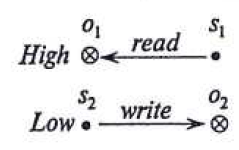 o₁ s₁
High read
s₂ o₂
Low write